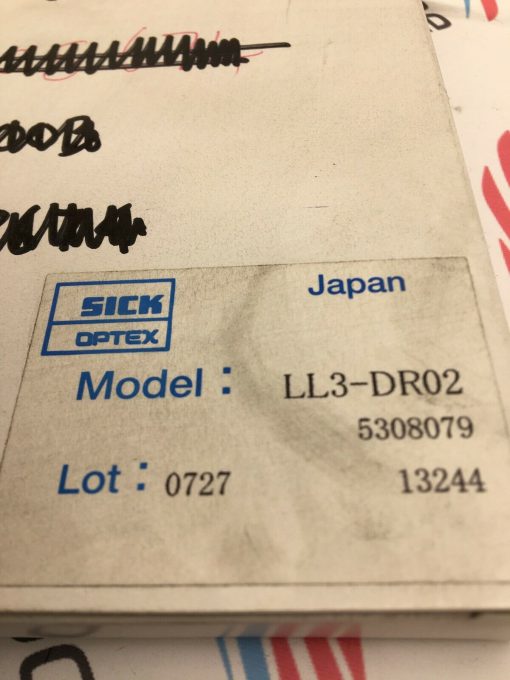 SICK
OPTEX
Japan
Model : LL3-DR02
5308079
Lot : 0727 13244